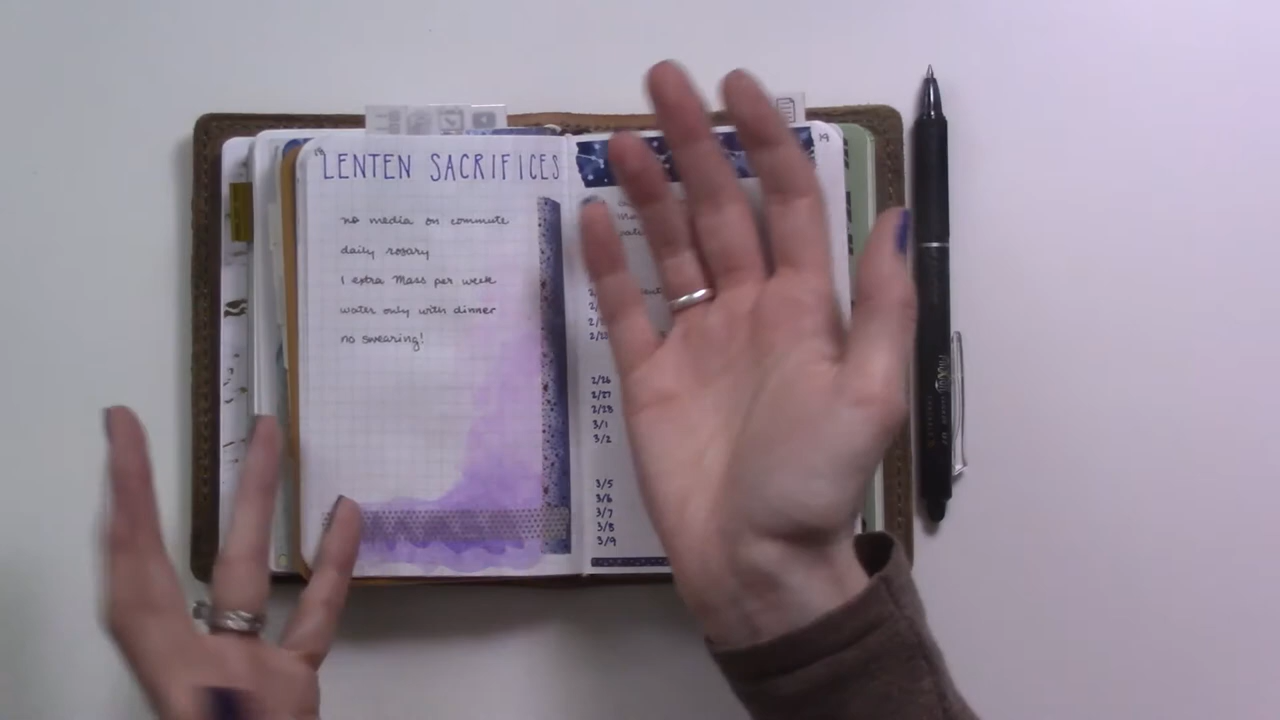 19
LENTEN SACRIFICES
no media on commute
daily rosary
1 extra Mass per week
water only with dinner
no swearing!
19
2/26
2/27
2/28
3/1
3/2
3/5
3/6
3/7
3/8
3/9